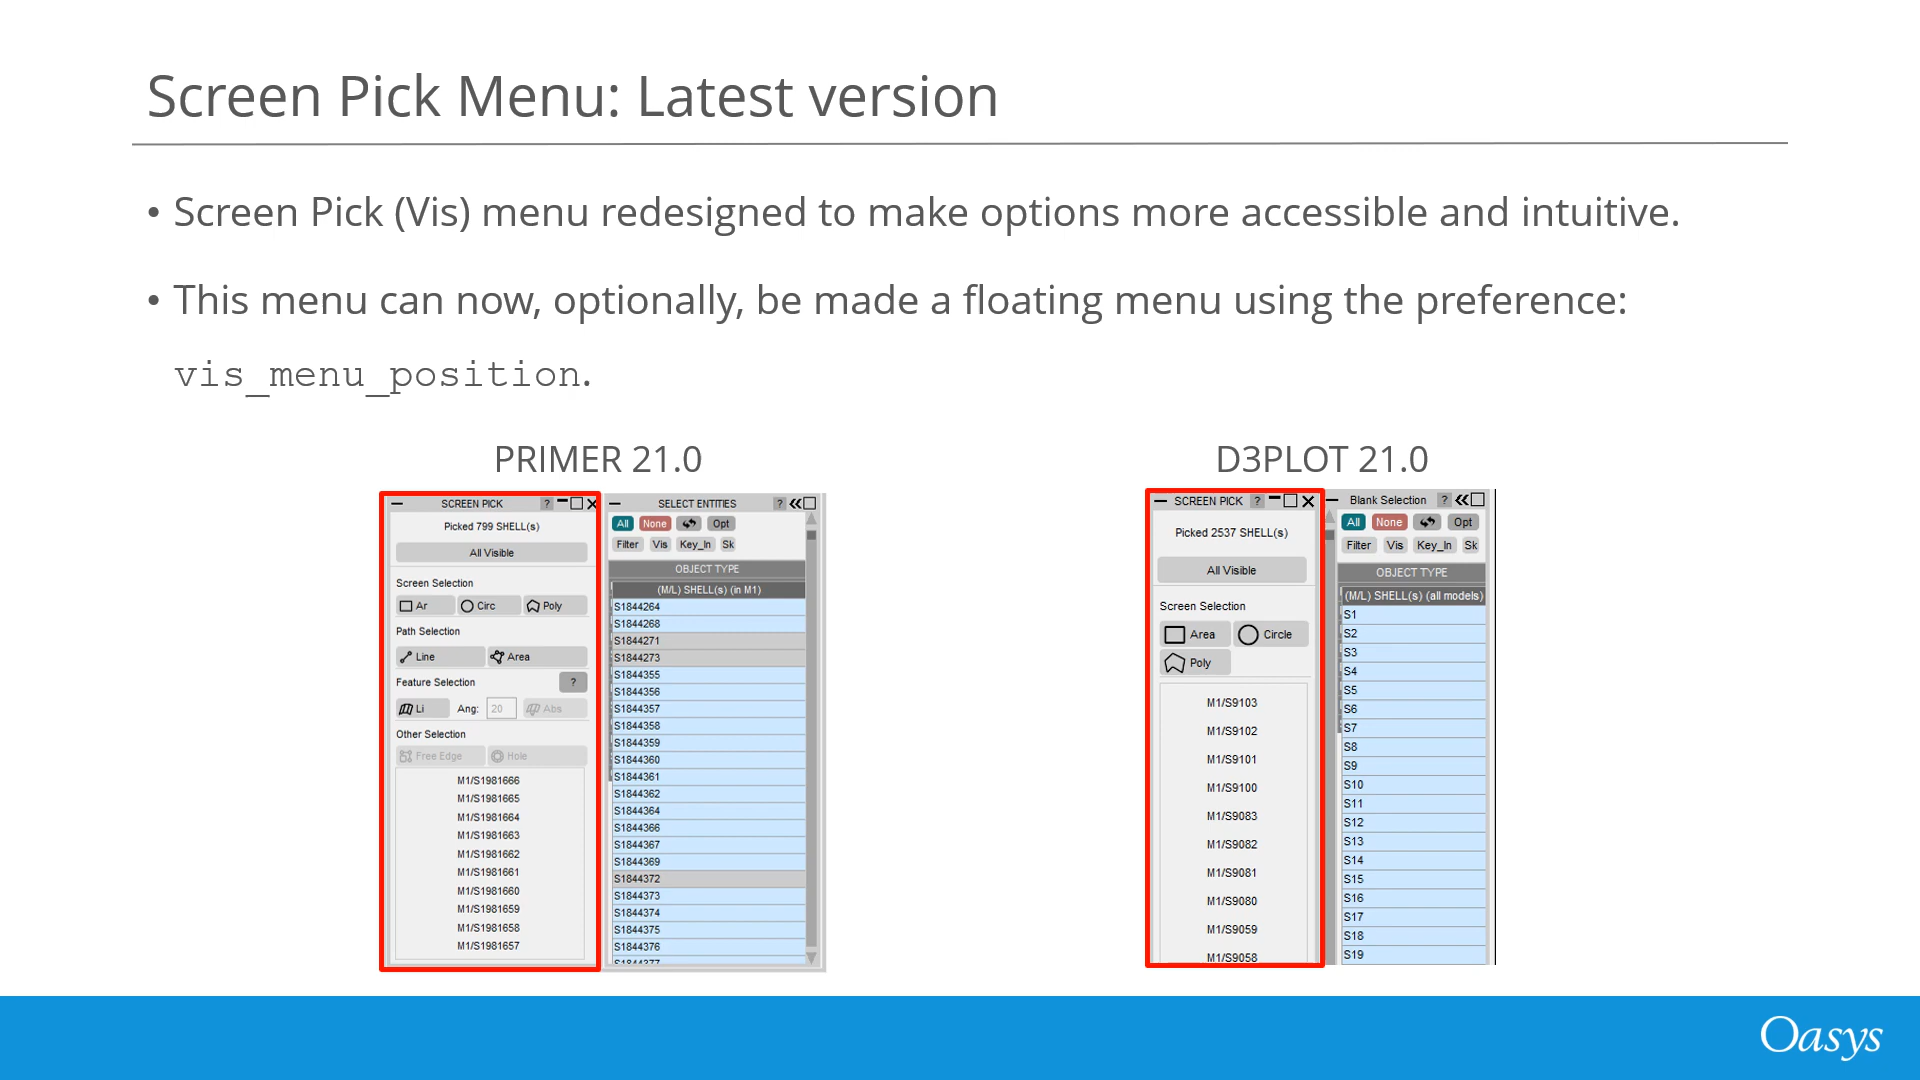 Screen Pick Menu: Latest version
• Screen Pick (Vis) menu redesigned to make options more accessible and intuitive.
• This menu can now, optionally, be made a floating menu using the preference:
vis_menu_position.
PRIMER 21.0
SCREEN PICK ?
Picked 799 SHELL(s)
All Visible
Screen Selection
Ar Circ Poly
Path Selection
Line Area
Feature Selection ?
Li Ang: 20 Abs
Other Selection
Free Edge Hole
M1/S1981666
M1/S1981665
M1/S1981664
M1/S1981663
M1/S1981662
M1/S1981661
M1/S1981660
M1/S1981659
M1/S1981658
M1/S1981657
SELECT ENTITIES ?
All None Opt
Filter Vis Key_In Sk
OBJECT TYPE
(M/L) SHELL(s) (in M1)
S1844264
S1844268
S1844271
S1844273
S1844355
S1844356
S1844357
S1844358
S1844359
S1844360
S1844361
S1844362
S1844364
S1844366
S1844367
S1844369
S1844372
S1844373
S1844374
S1844375
S1844376
S1844377
D3PLOT 21.0
SCREEN PICK ?
Picked 2537 SHELL(s)
All Visible
Screen Selection
Area Circle
Poly
M1/S9103
M1/S9102
M1/S9101
M1/S9100
M1/S9083
M1/S9082
M1/S9081
M1/S9080
M1/S9059
M1/S9058
Blank Selection ?
All None Opt
Filter Vis Key_In Sk
OBJECT TYPE
(M/L) SHELL(s) (all models)
S1
S2
S3
S4
S5
S6
S7
S8
S9
S10
S11
S12
S13
S14
S15
S16
S17
S18
S19
Oasys